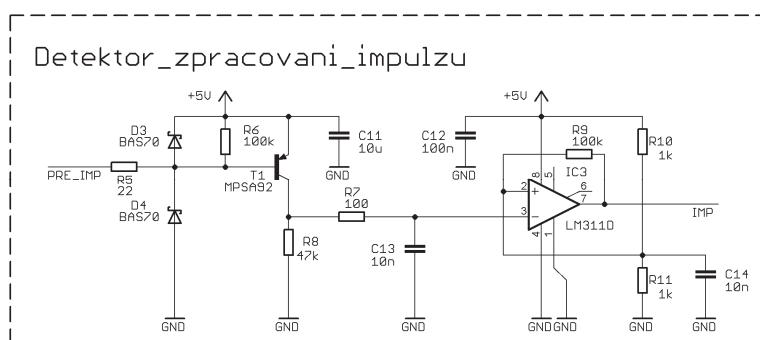 Detektor_zpracovani_impulzu
+5V
+5V
D3
BAS70
R6
100k
C11
10u
C12
100n
R9
100k
R10
1k
GND
GND
PRE_IMP
R5
22
T1
MPSA92
IC3
8
5
6
2
+
7
3
-
4
1
LM311D
IMP
D4
BAS70
R7
100
R8
47k
C13
10n
R11
1k
C14
10n
GND
GND
GND
GND
GND
GND
GND